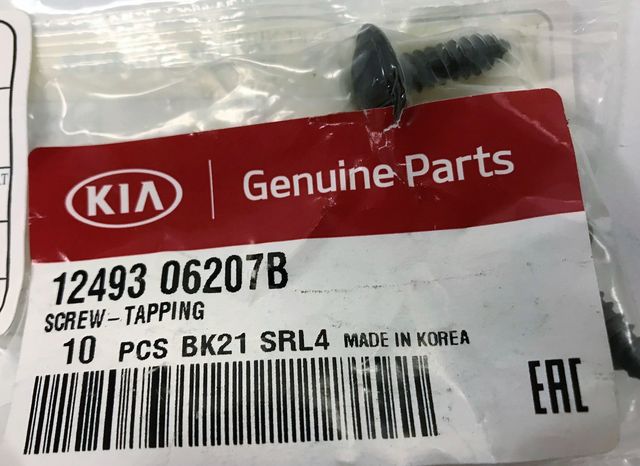 KIA Genuine Parts
12493 06207B
SCREW-TAPPING
10 PCS BK21 SRL4 MADE IN KOREA
EAC